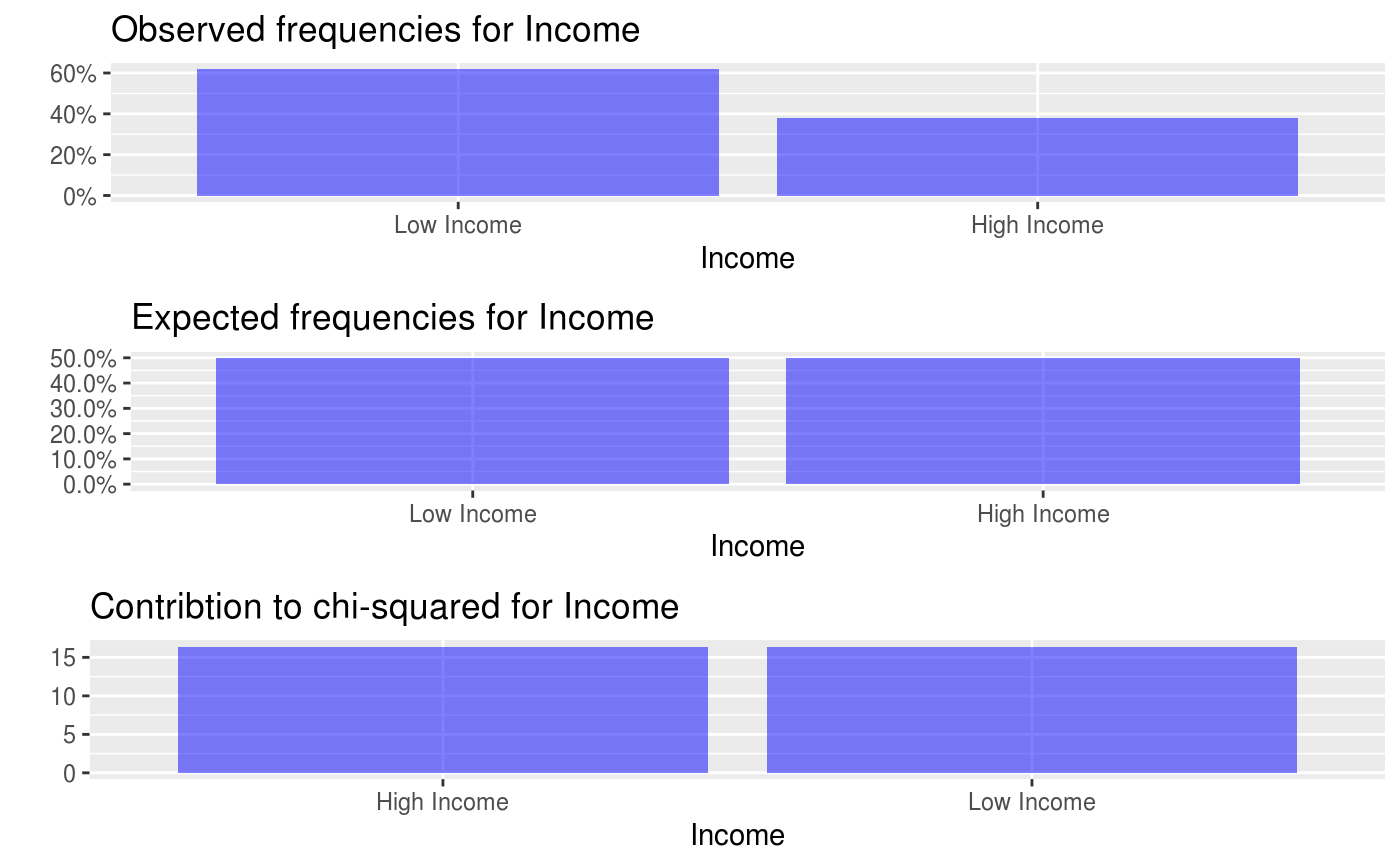 Observed frequencies for Income
60%
40%
20%
0%
Low Income High Income
Income
Expected frequencies for Income
50.0%
40.0%
30.0%
20.0%
10.0%
0.0%
Low Income High Income
Income
Contribtion to chi-squared for Income
15
10
5
0
High Income Low Income
Income